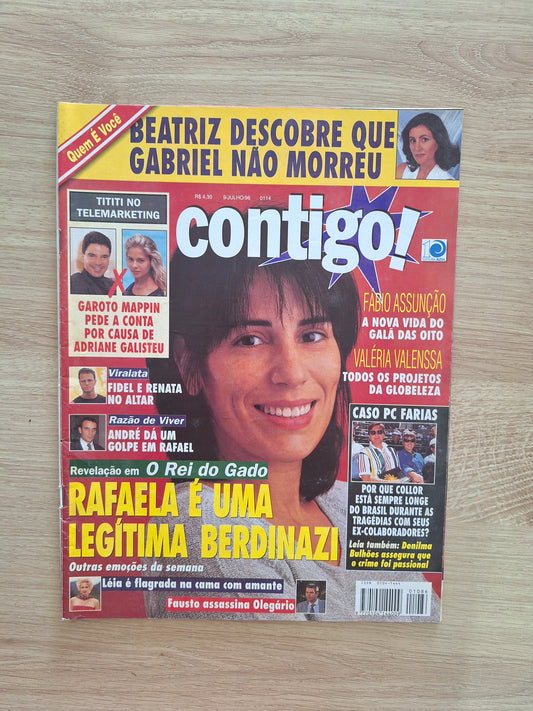 Quem É Você
BEATRIZ DESCOBRE QUE
GABRIEL NÃO MORREU
TITITI NO
TELEMARKETING
GAROTO MAPPIN
PEDE A CONTA
POR CAUSA DE
ADRIANE GALISTEU
R$ 4,30 9/JULHO/96 0114
contigo!
FABIO ASSUNÇÃO
A NOVA VIDA DO
GALÃ DAS OITO
VALÉRIA VALENSSA
TODOS OS PROJETOS
DA GLOBELEZA
Viralata
FIDEL E RENATA
NO ALTAR
Razão de Viver
ANDRÉ DÁ UM
GOLPE EM RAFAEL
CASO PC FARIAS
POR QUE COLLOR
ESTÁ SEMPRE LONGE
DO BRASIL DURANTE AS
TRAGÉDIAS COM SEUS
EX-COLABORADORES?
Leia também: Denilma
Bulhões assegura que
o crime foi passional
Revelação em O Rei do Gado
RAFAELA É UMA
LEGÍTIMA BERDINAZI
Outras emoções da semana
Léia é flagrada na cama com amante
Fausto assassina Olegário
01086